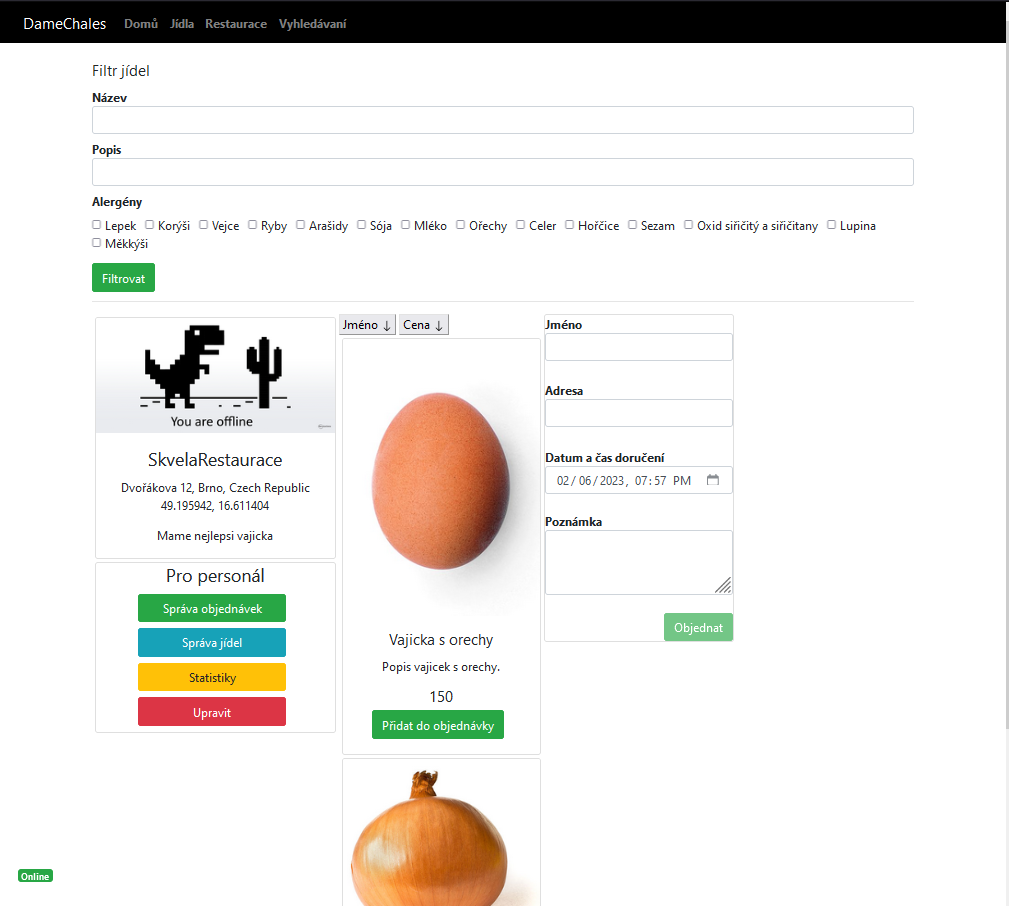 DameChales Domů Jídla Restaurace Vyhledávaní
Filtr jídel
Název
Popis
Alergény
Lepek Korýši Vejce Ryby Arašidy Sója Mléko Ořechy Celer Hořčice Sezam Oxid siřičitý a siřičitany Lupina
Měkkýši
Filtrovat
You are offline
SkvelaRestaurace
Dvořákova 12, Brno, Czech Republic
49.195942, 16.611404
Mame nejlepsi vajicka
Pro personál
Správa objednávek
Správa jídel
Statistiky
Upravit
Jméno ↓ Cena ↓
Vajicka s orechy
Popis vajicek s orechy.
150
Přidat do objednávky
Jméno
Adresa
Datum a čas doručení
02/06/2023, 07:57 PM
Poznámka
Objednat
Online